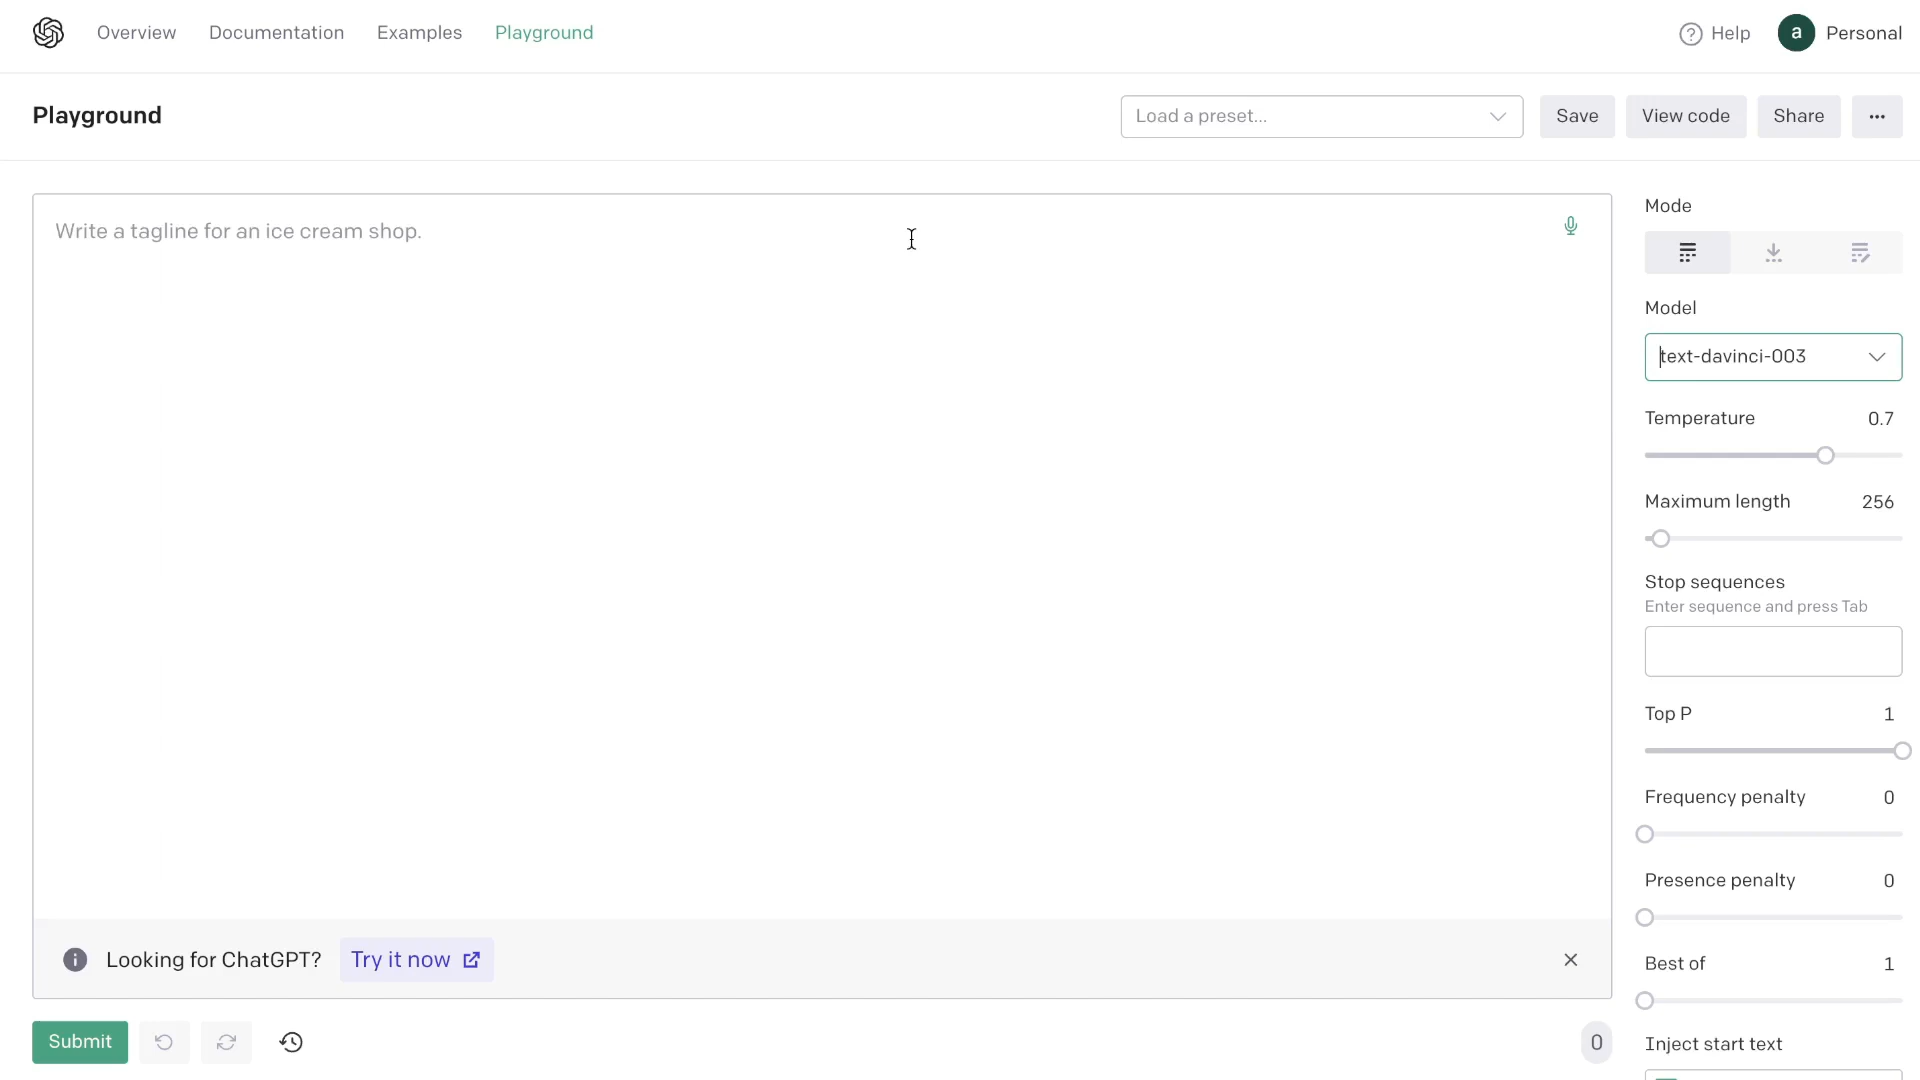 Overview Documentation Examples Playground Help a Personal
Playground Load a preset... Save View code Share ...
Write a tagline for an ice cream shop.
Mode
Model
text-davinci-003
Temperature 0.7
Maximum length 256
Stop sequences
Enter sequence and press Tab
Top P 1
Frequency penalty 0
Presence penalty 0
Looking for ChatGPT? Try it now
Best of 1
Submit 0
Inject start text